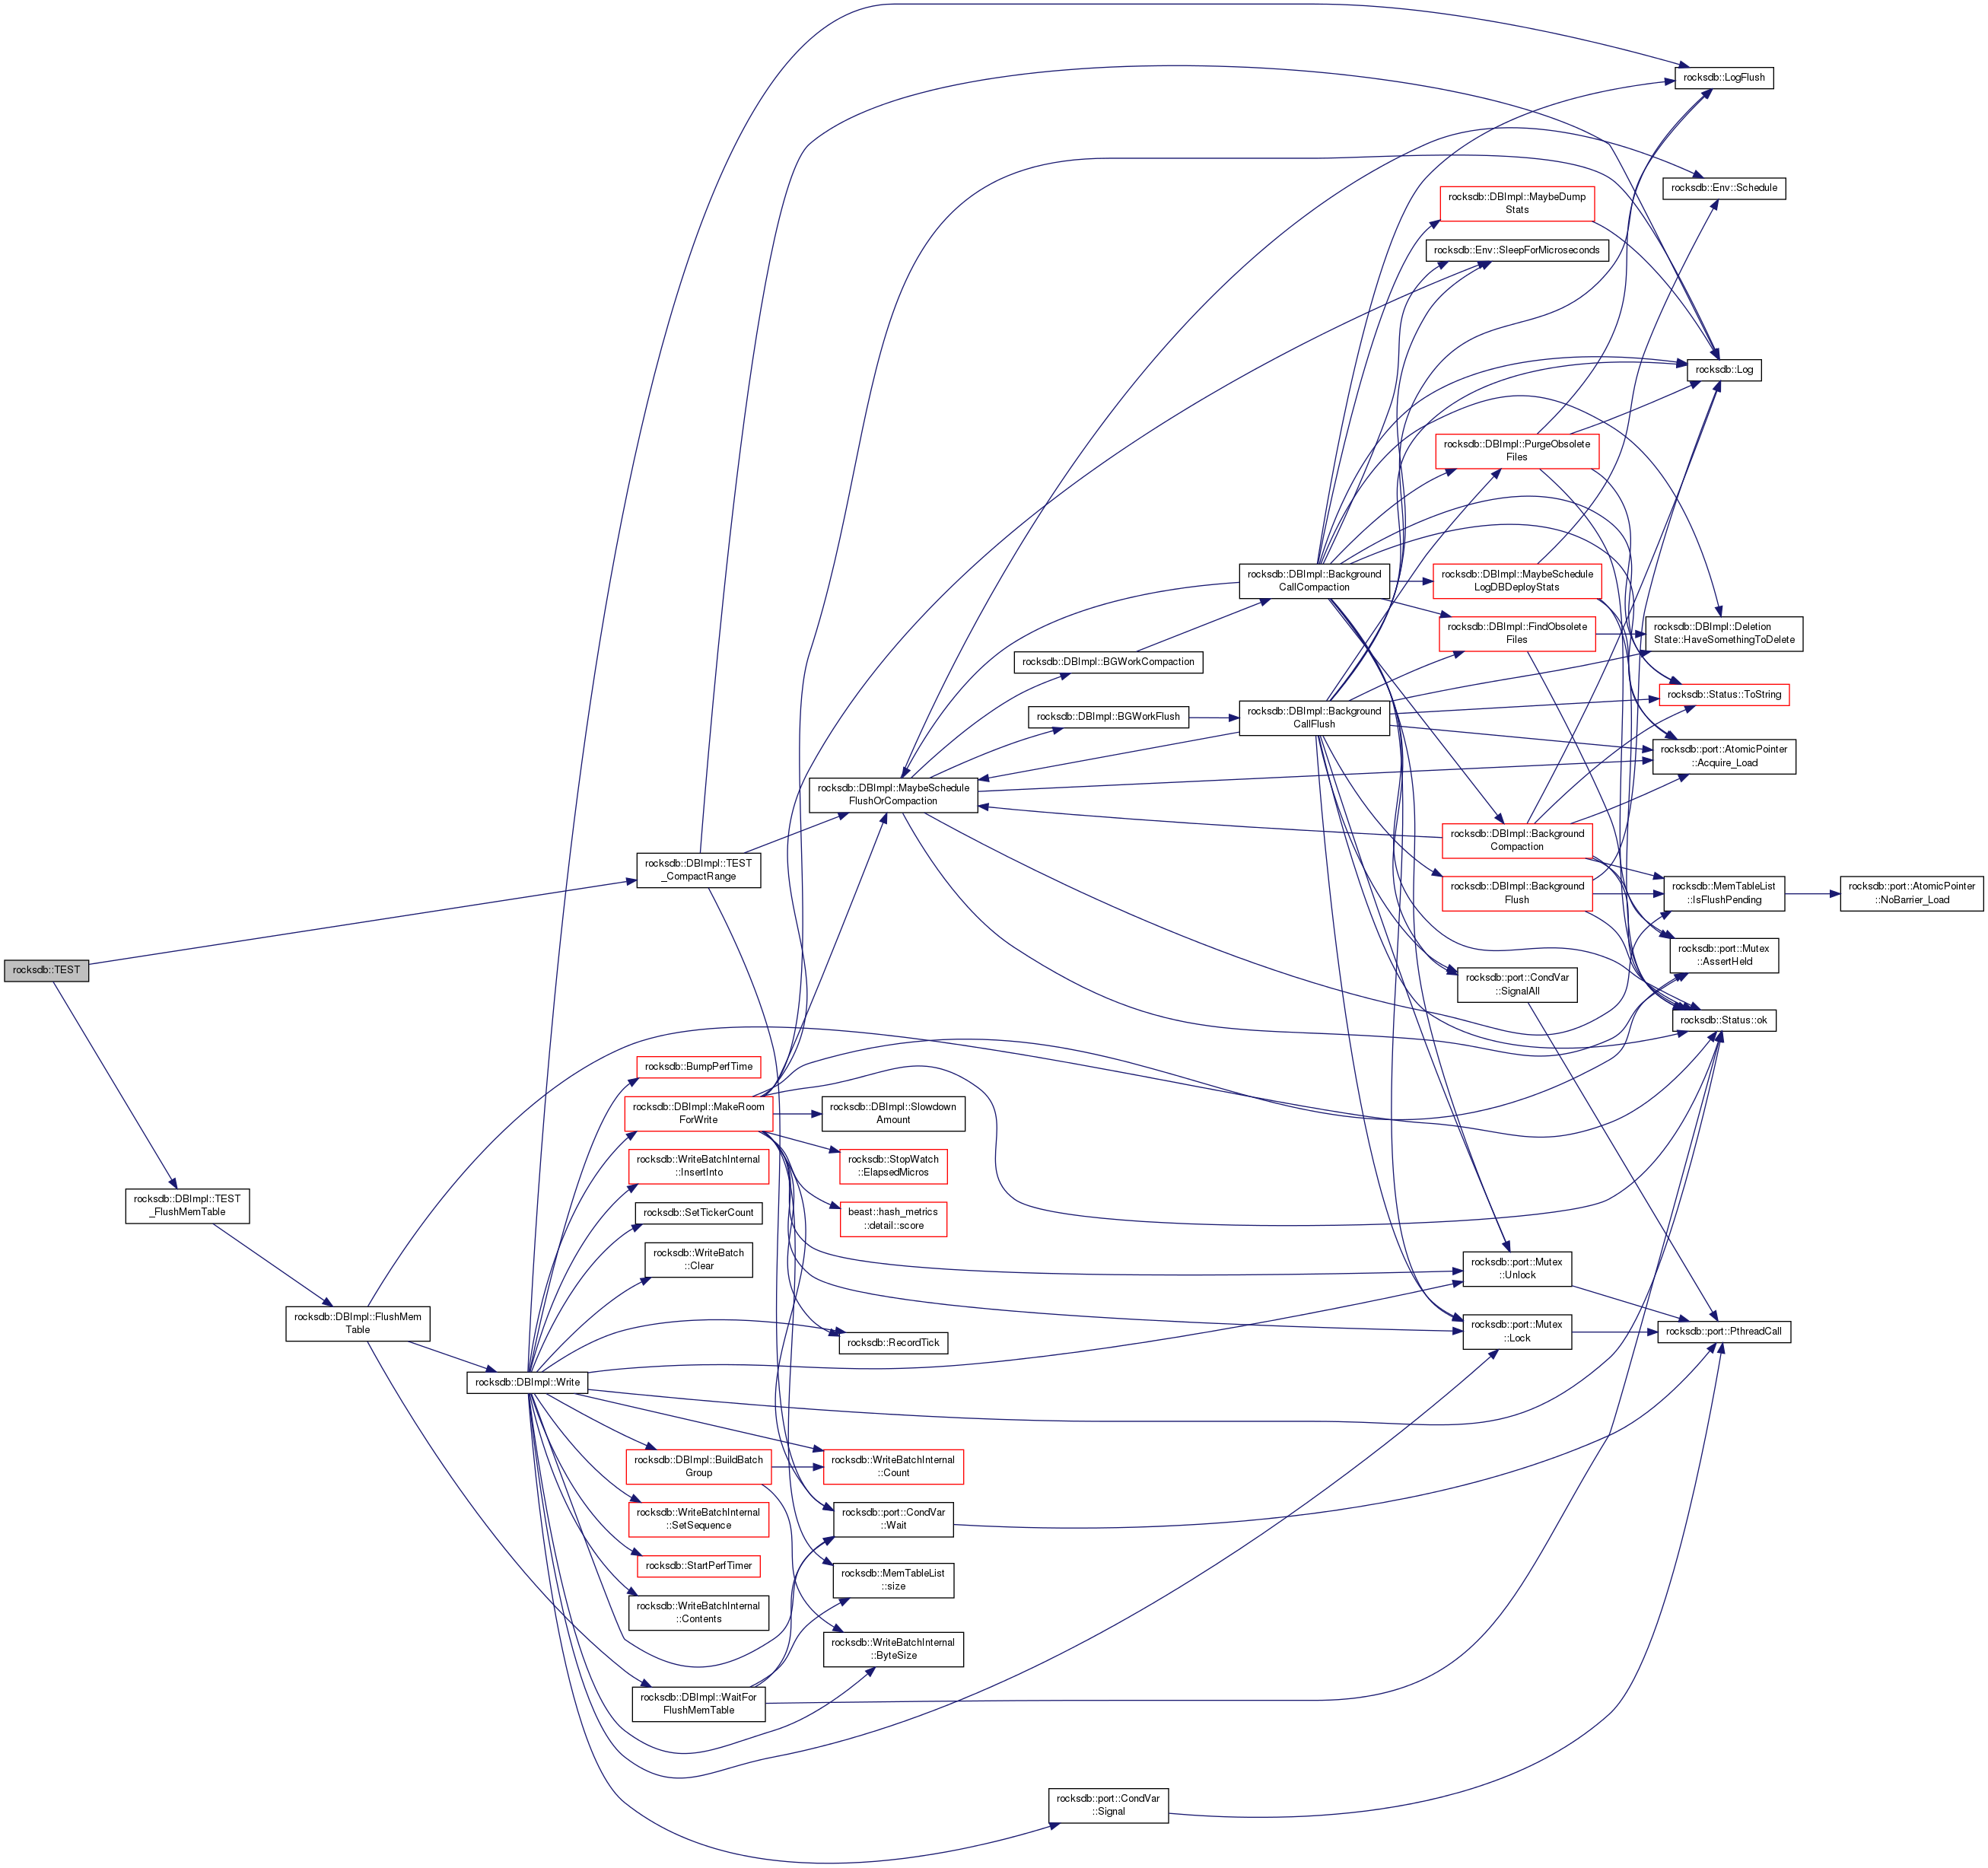 rocksdb::LogFlush
rocksdb::Env::Schedule
rocksdb::DBImpl::MaybeDump
Stats
rocksdb::Env::SleepForMicroseconds
rocksdb::Log
rocksdb::DBImpl::PurgeObsolete
Files
rocksdb::DBImpl::Background
CallCompaction
rocksdb::DBImpl::MaybeSchedule
LogDBDeployStats
rocksdb::DBImpl::FindObsolete
Files
rocksdb::DBImpl::Deletion
State::HaveSomethingToDelete
rocksdb::DBImpl::BGWorkCompaction
rocksdb::Status::ToString
rocksdb::DBImpl::BGWorkFlush
rocksdb::DBImpl::Background
CallFlush
rocksdb::port::AtomicPointer
::Acquire_Load
rocksdb::DBImpl::MaybeSchedule
FlushOrCompaction
rocksdb::DBImpl::Background
Compaction
rocksdb::DBImpl::TEST
_CompactRange
rocksdb::DBImpl::Background
Flush
rocksdb::MemTableList
::IsFlushPending
rocksdb::port::AtomicPointer
::NoBarrier_Load
rocksdb::port::Mutex
::AssertHeld
rocksdb::TEST
rocksdb::port::CondVar
::SignalAll
rocksdb::Status::ok
rocksdb::BumpPerfTime
rocksdb::DBImpl::MakeRoom
ForWrite
rocksdb::DBImpl::Slowdown
Amount
rocksdb::WriteBatchInternal
::InsertInto
rocksdb::StopWatch
::ElapsedMicros
rocksdb::DBImpl::TEST
_FlushMemTable
rocksdb::SetTickerCount
beast::hash_metrics
::detail::score
rocksdb::WriteBatch
::Clear
rocksdb::port::Mutex
::Unlock
rocksdb::DBImpl::FlushMem
Table
rocksdb::RecordTick
rocksdb::port::Mutex
::Lock
rocksdb::port::PthreadCall
rocksdb::DBImpl::Write
rocksdb::DBImpl::BuildBatch
Group
rocksdb::WriteBatchInternal
::Count
rocksdb::WriteBatchInternal
::SetSequence
rocksdb::port::CondVar
::Wait
rocksdb::StartPerfTimer
rocksdb::MemTableList
::size
rocksdb::WriteBatchInternal
::Contents
rocksdb::WriteBatchInternal
::ByteSize
rocksdb::DBImpl::WaitFor
FlushMemTable
rocksdb::port::CondVar
::Signal